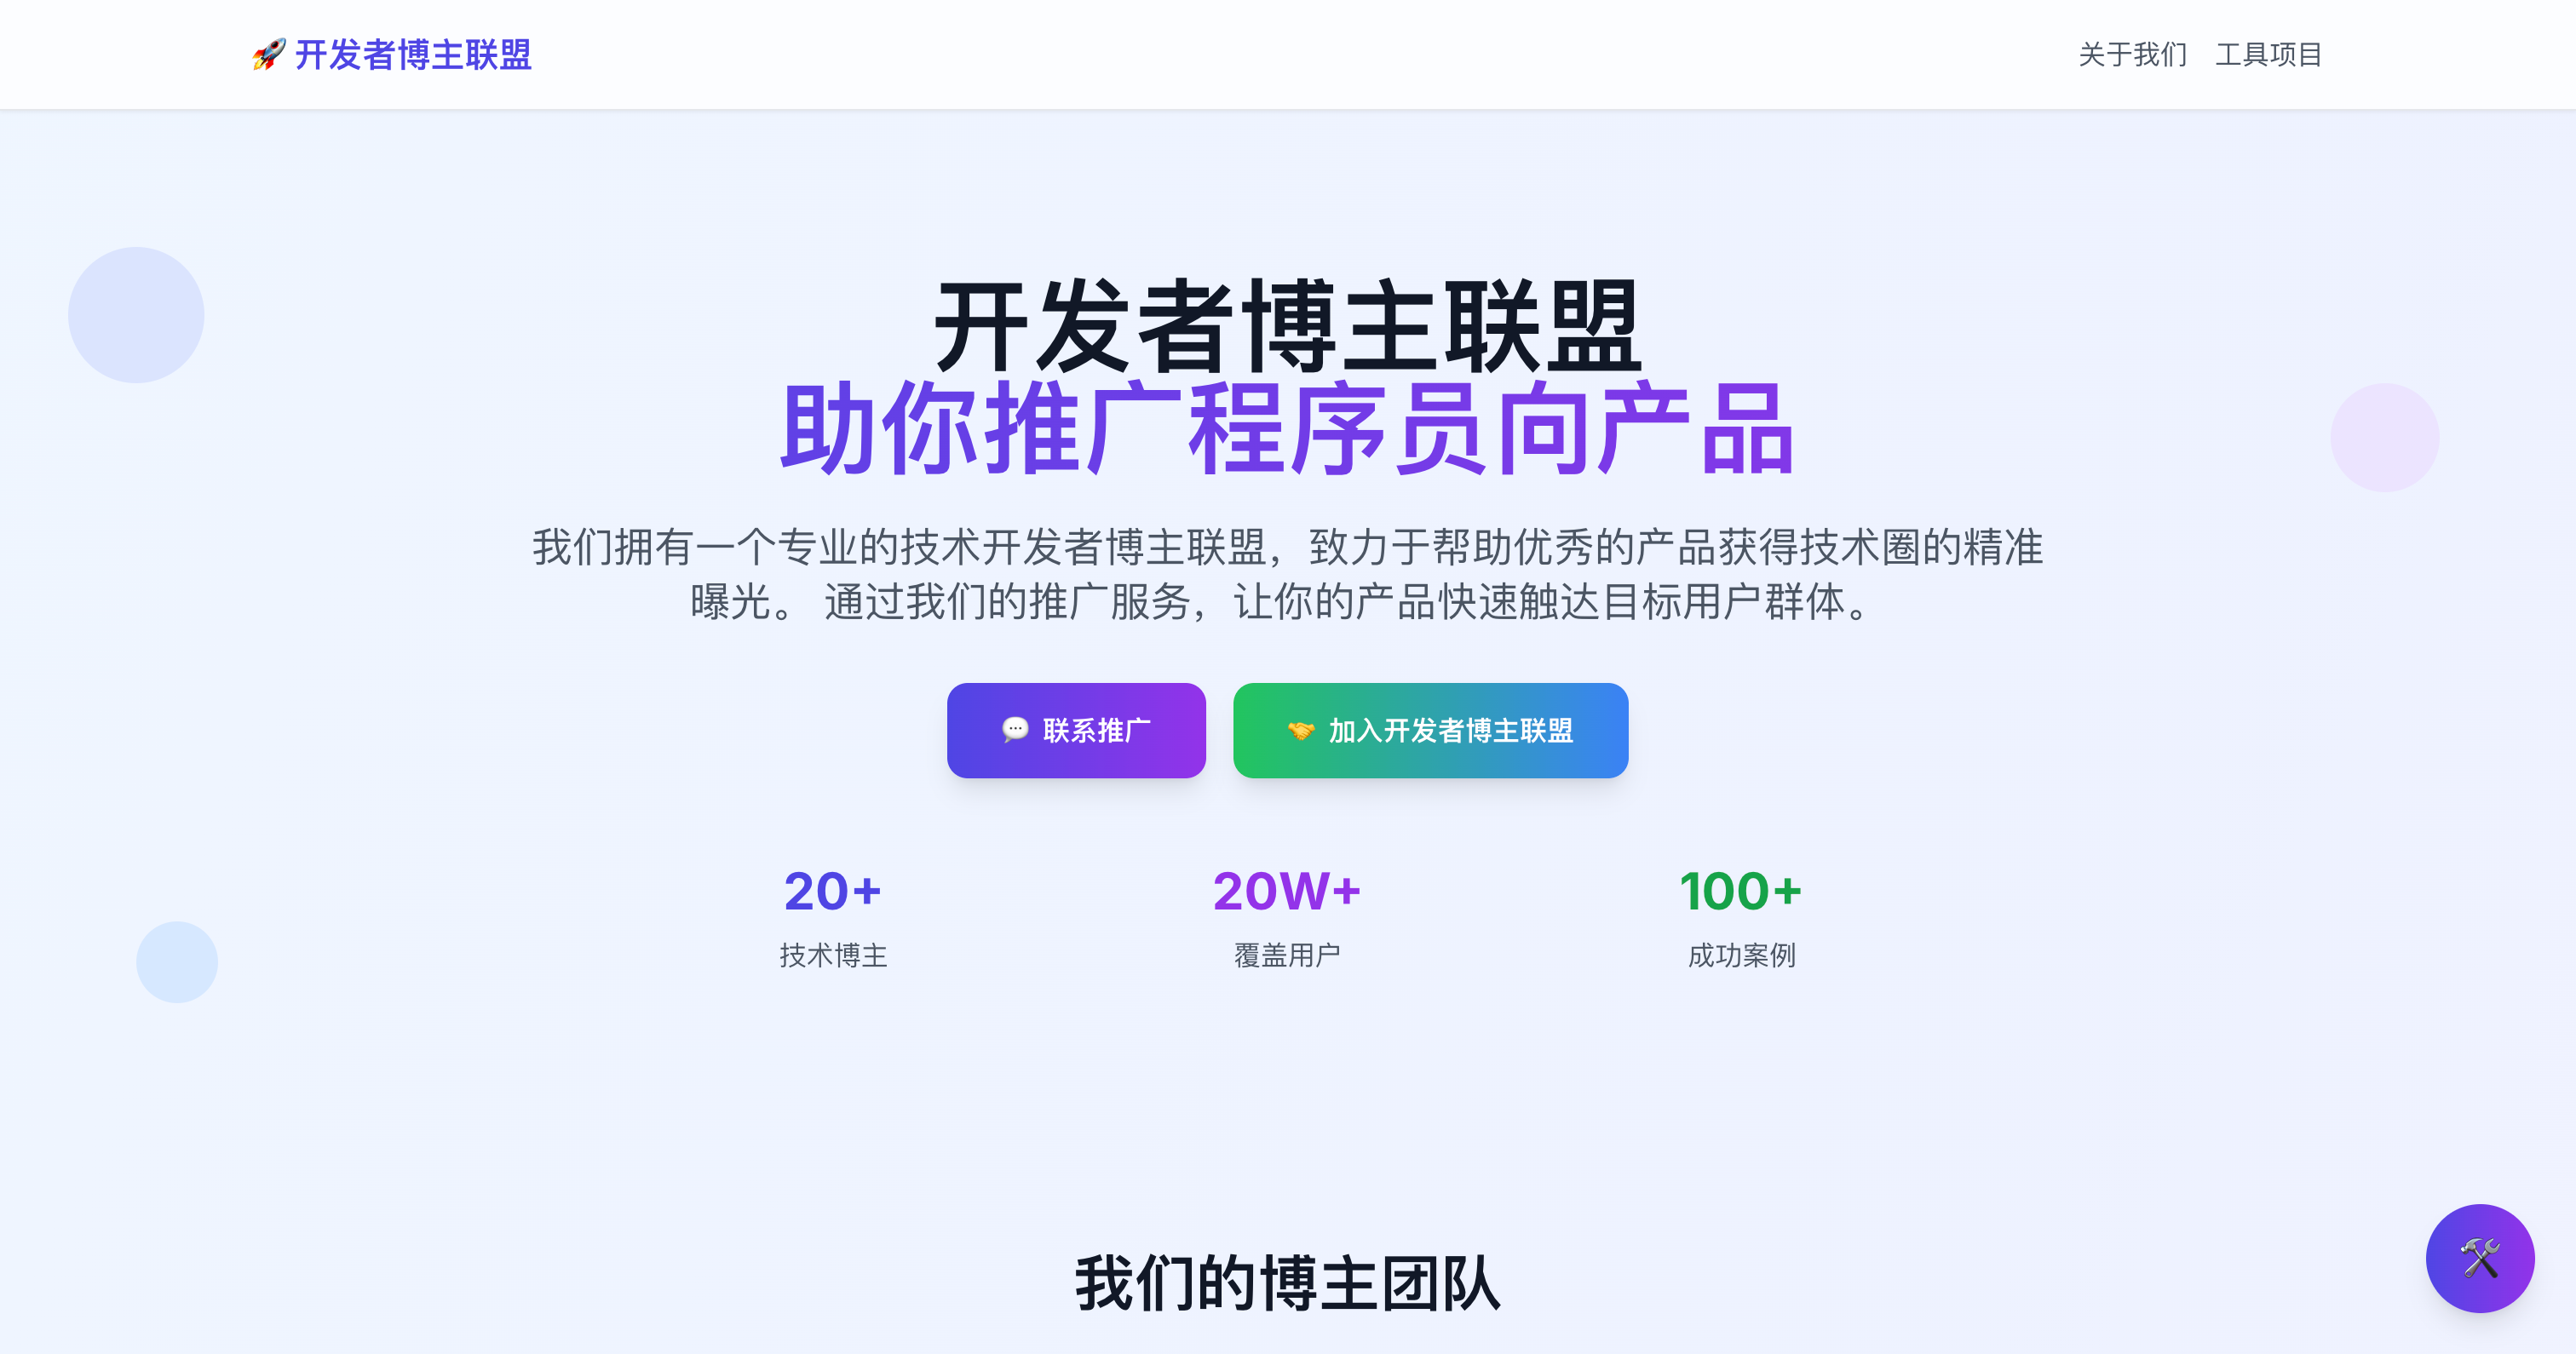 🚀 开发者博主联盟
关于我们 工具项目
开发者博主联盟
助你推广程序员向产品
我们拥有一个专业的技术开发者博主联盟，致力于帮助优秀的产品获得技术圈的精准
曝光。 通过我们的推广服务，让你的产品快速触达目标用户群体。
💬 联系推广
🤝 加入开发者博主联盟
20+ 20W+ 100+
技术博主 覆盖用户 成功案例
我们的博主团队